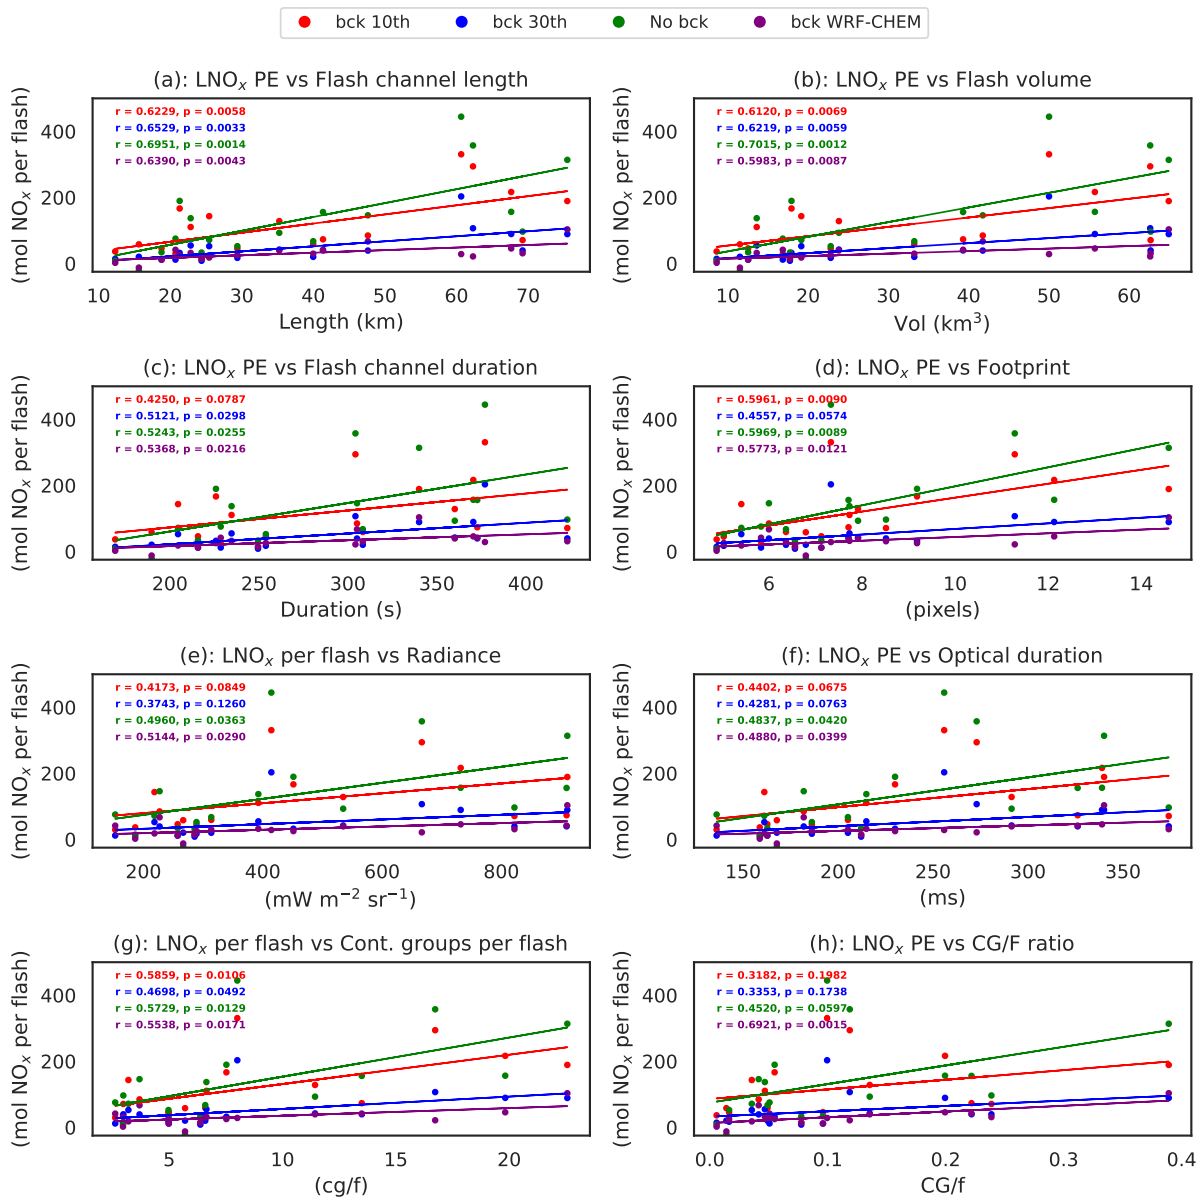 bck 10th bck 30th No bck bck WRF-CHEM
(a): LNOₓ PE vs Flash channel length
(mol NOₓ per flash)
400
200
0
r = 0.6229, p = 0.0058
r = 0.6529, p = 0.0033
r = 0.6951, p = 0.0014
r = 0.6390, p = 0.0043
10 20 30 40 50 60 70
Length (km)
(b): LNOₓ PE vs Flash volume
(mol NOₓ per flash)
400
200
0
r = 0.6120, p = 0.0069
r = 0.6219, p = 0.0059
r = 0.7015, p = 0.0012
r = 0.5983, p = 0.0087
10 20 30 40 50 60
Vol (km³)
(c): LNOₓ PE vs Flash channel duration
(mol NOₓ per flash)
400
200
0
r = 0.4250, p = 0.0787
r = 0.5121, p = 0.0298
r = 0.5243, p = 0.0255
r = 0.5368, p = 0.0216
200 250 300 350 400
Duration (s)
(d): LNOₓ PE vs Footprint
(mol NOₓ per flash)
400
200
0
r = 0.5961, p = 0.0090
r = 0.4557, p = 0.0574
r = 0.5969, p = 0.0089
r = 0.5773, p = 0.0121
6 8 10 12 14
(pixels)
(e): LNOₓ per flash vs Radiance
(mol NOₓ per flash)
400
200
0
r = 0.4173, p = 0.0849
r = 0.3743, p = 0.1260
r = 0.4960, p = 0.0363
r = 0.5144, p = 0.0290
200 400 600 800
(mW m⁻² sr⁻¹)
(f): LNOₓ PE vs Optical duration
(mol NOₓ per flash)
400
200
0
r = 0.4402, p = 0.0675
r = 0.4281, p = 0.0763
r = 0.4837, p = 0.0420
r = 0.4880, p = 0.0399
150 200 250 300 350
(ms)
(g): LNOₓ per flash vs Cont. groups per flash
(mol NOₓ per flash)
400
200
0
r = 0.5859, p = 0.0106
r = 0.4698, p = 0.0492
r = 0.5729, p = 0.0129
r = 0.5538, p = 0.0171
5 10 15 20
(cg/f)
(h): LNOₓ PE vs CG/F ratio
(mol NOₓ per flash)
400
200
0
r = 0.3182, p = 0.1982
r = 0.3353, p = 0.1738
r = 0.4520, p = 0.0597
r = 0.6921, p = 0.0015
0.0 0.1 0.2 0.3 0.4
CG/f